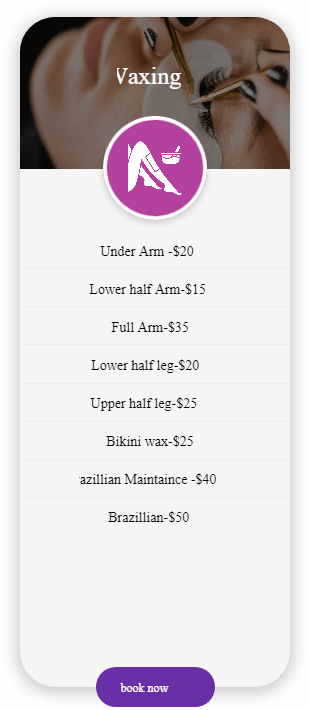 Waxing
Under Arm -$20
Lower half Arm-$15
Full Arm-$35
Lower half leg-$20
Upper half leg-$25
Bikini wax-$25
azillian Maintaince -$40
Brazillian-$50
book now